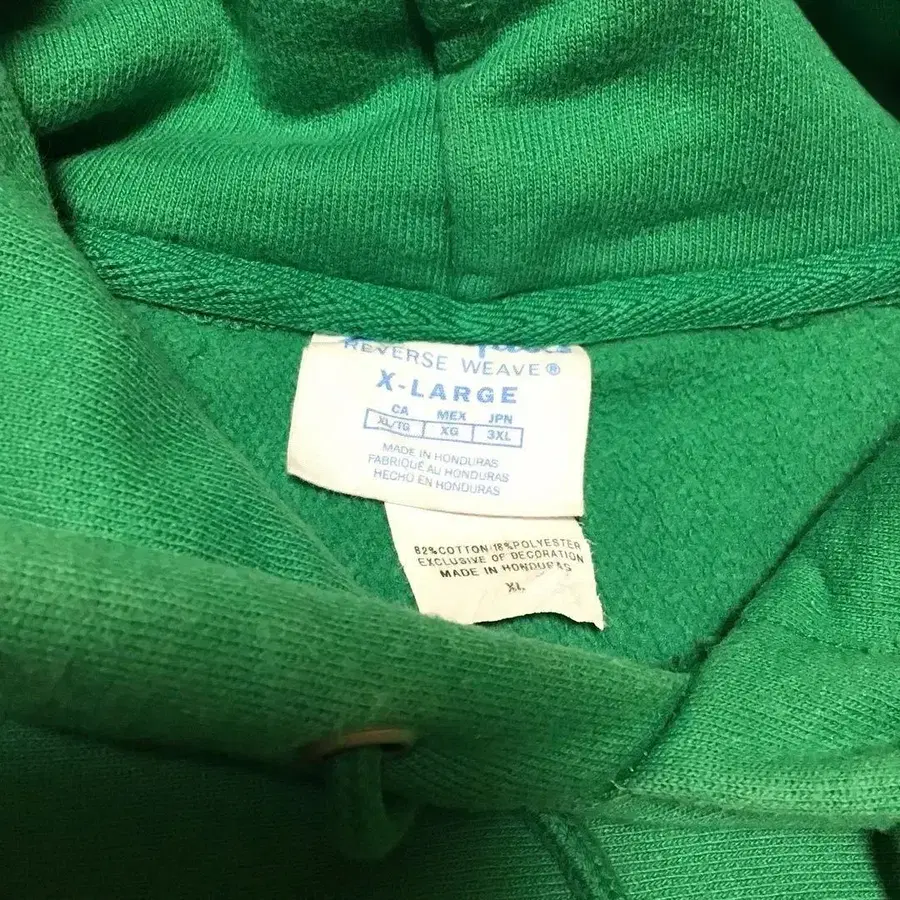 REVERSE WEAVE®
X-LARGE
CA MEX JPN
XL/TG XG 3XL
MADE IN HONDURAS
FABRIQUÉ AU HONDURAS
HECHO EN HONDURAS
82%COTTON/18%POLYESTER
EXCLUSIVE OF DECORATION
MADE IN HONDURAS
XL